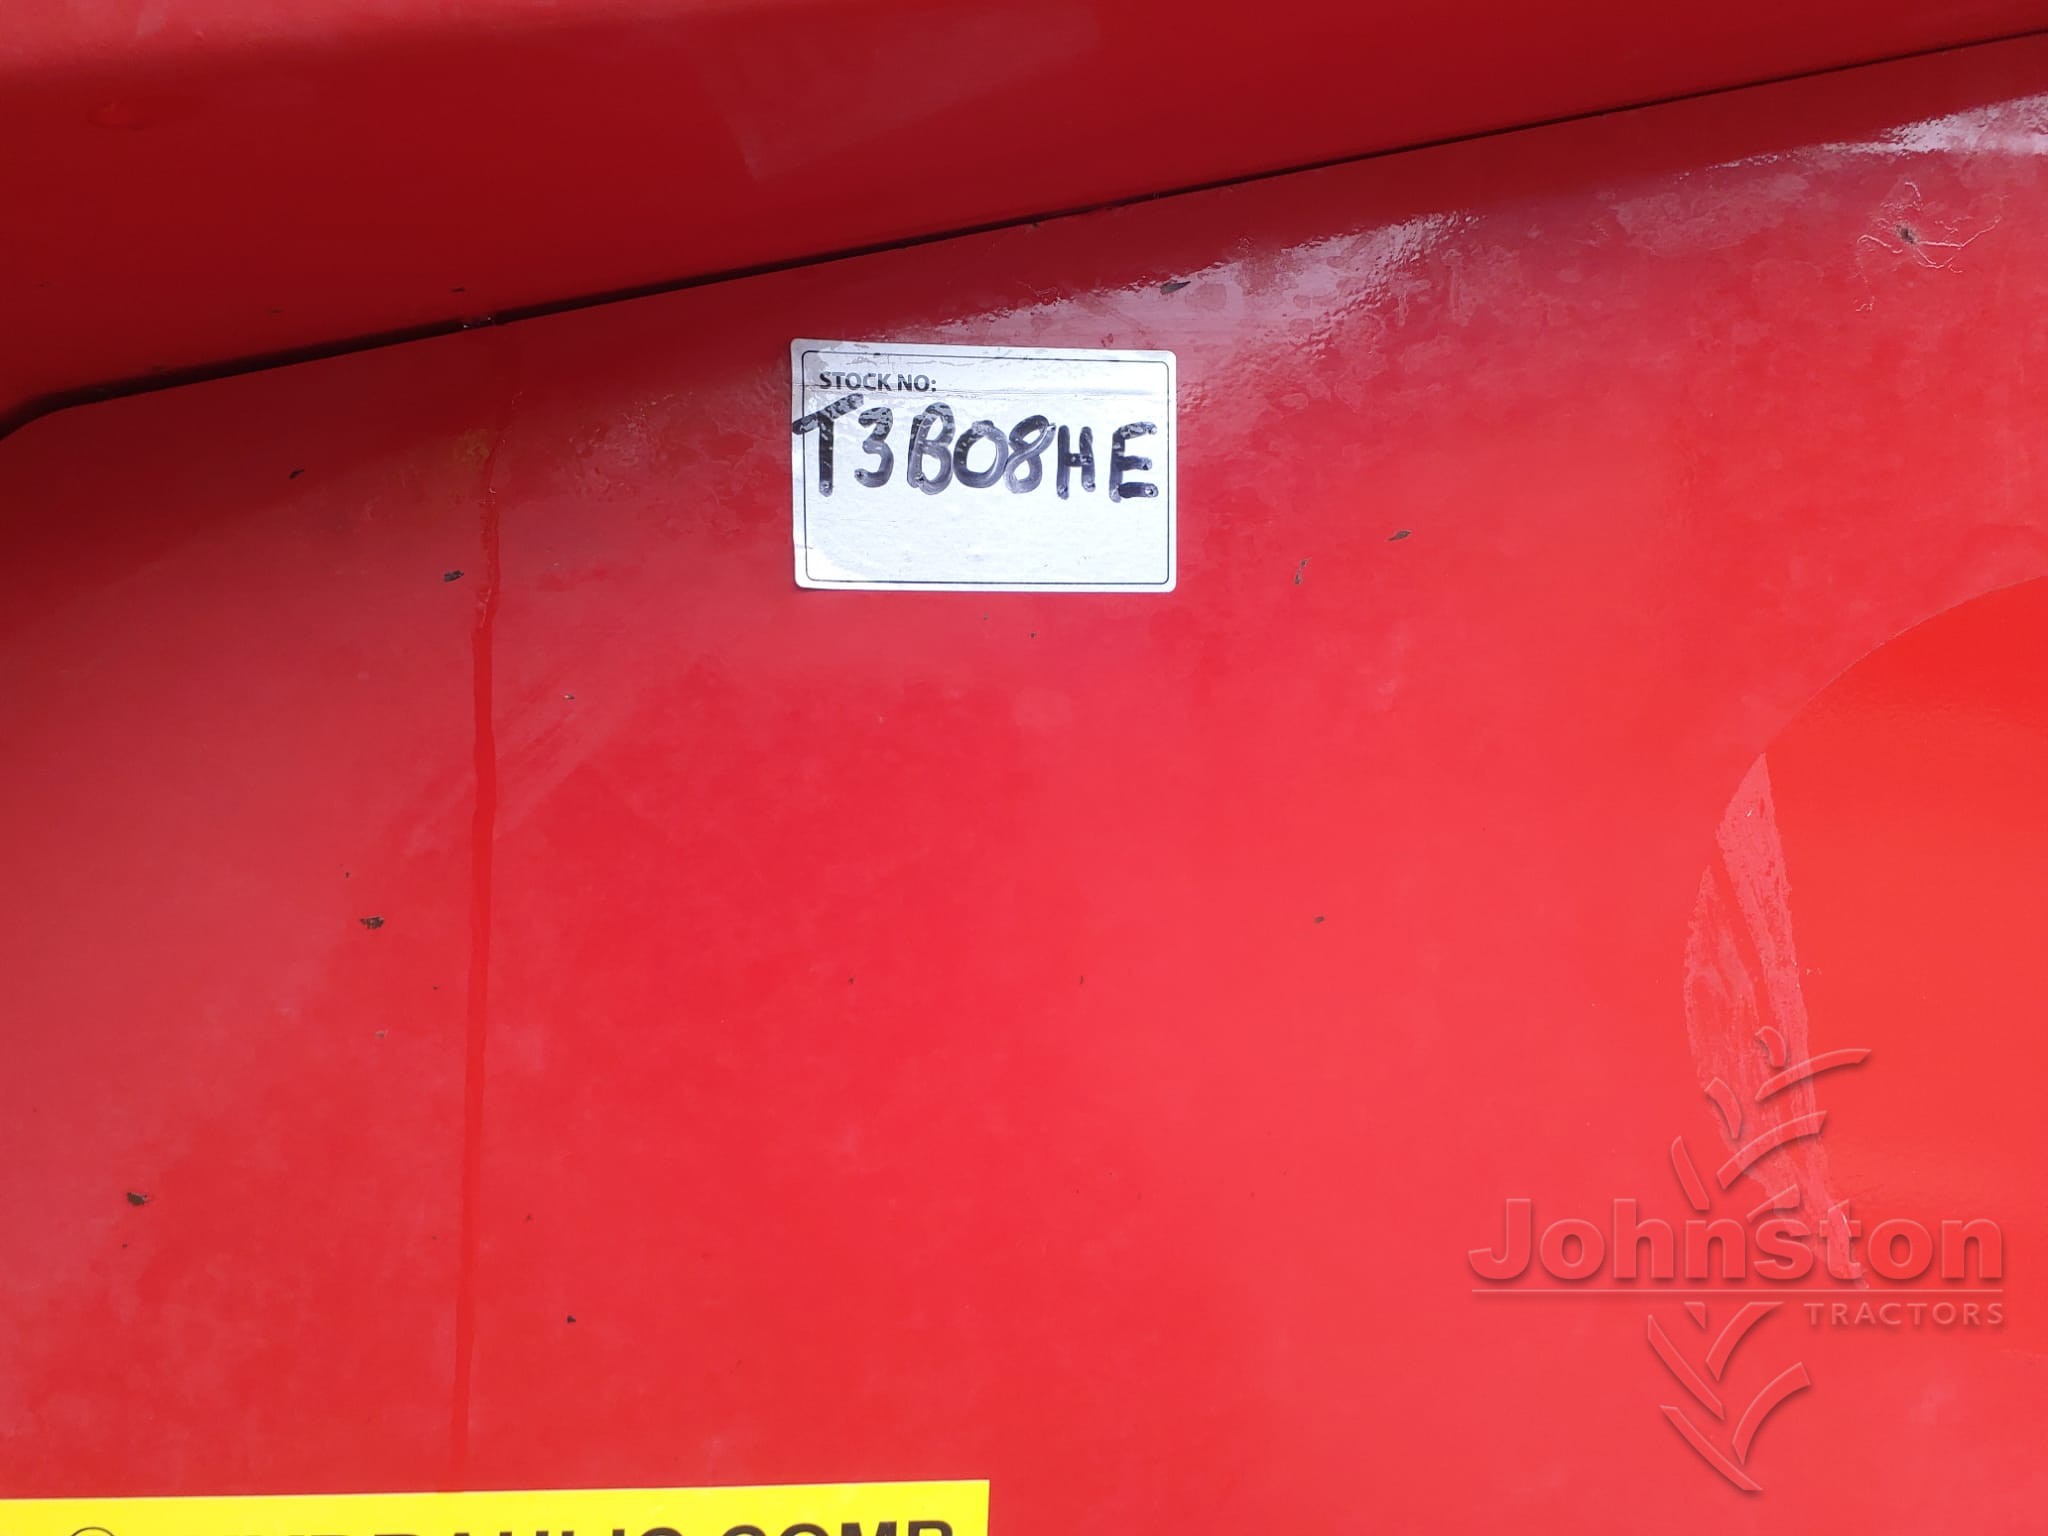 STOCK NO:
T3B08HE
Johnston
TRACTORS